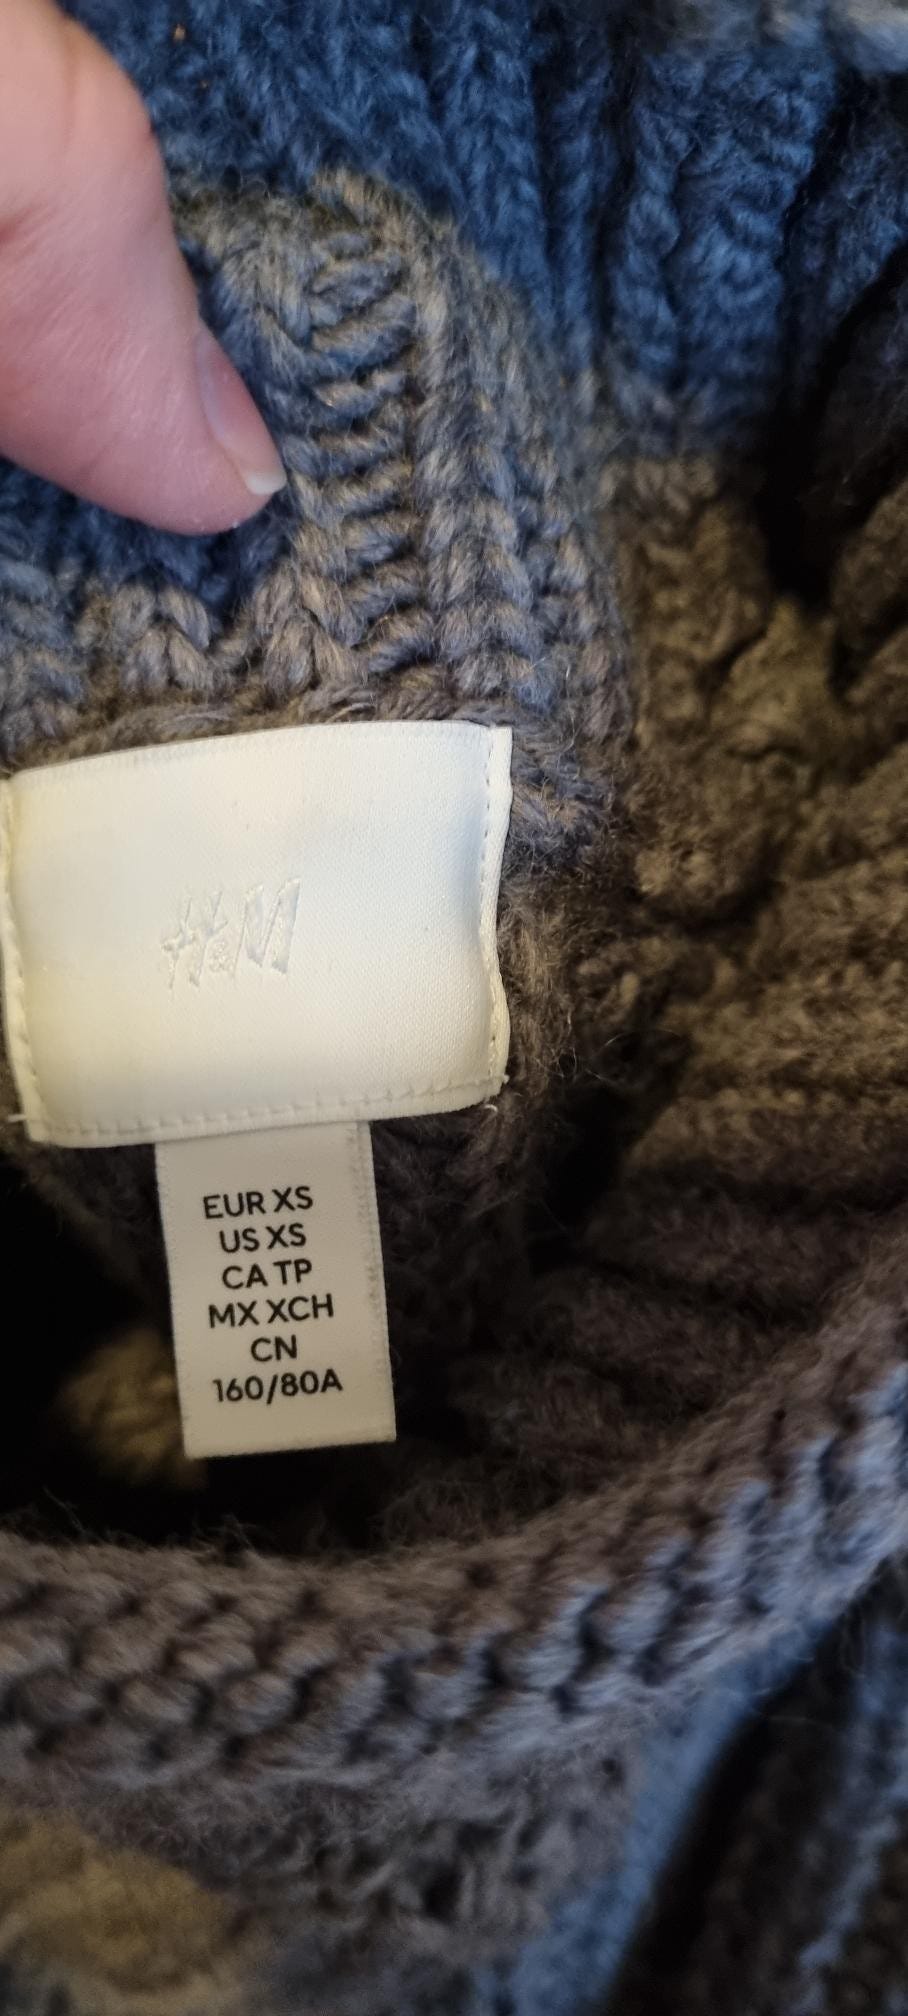 H&M
EUR XS
US XS
CA TP
MX XCH
CN
160/80A